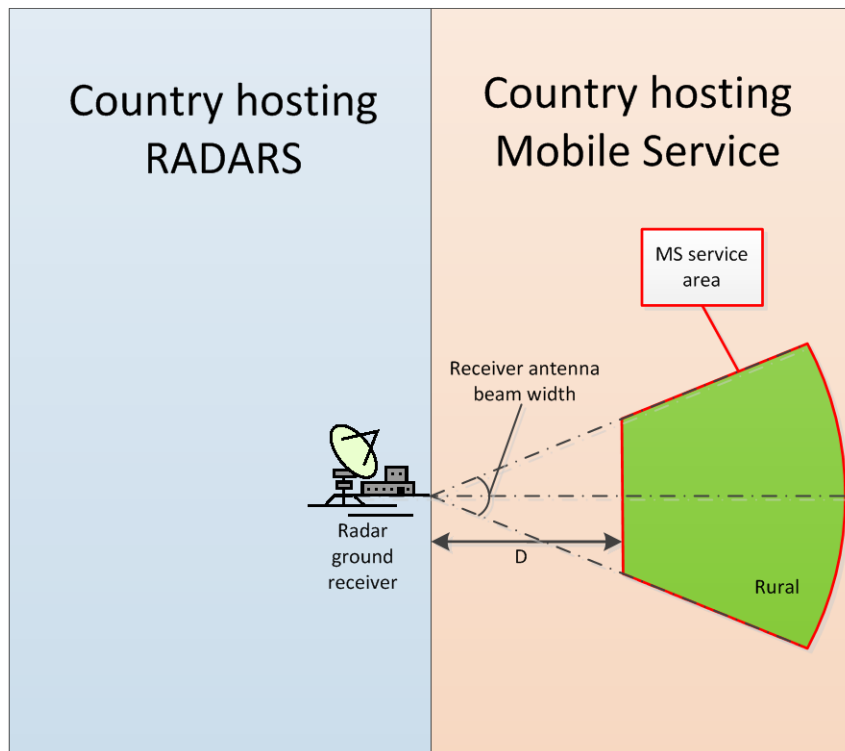 Country hosting
RADARS
Country hosting
Mobile Service
MS service
area
Receiver antenna
beam width
Radar
ground
receiver
D
Rural